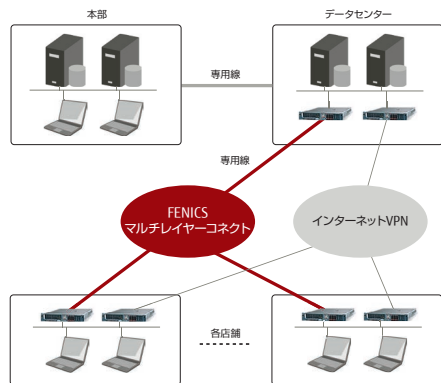 本部
データセンター
専用線
専用線
FENICS
マルチレイヤーコネクト
インターネットVPN
各店舗